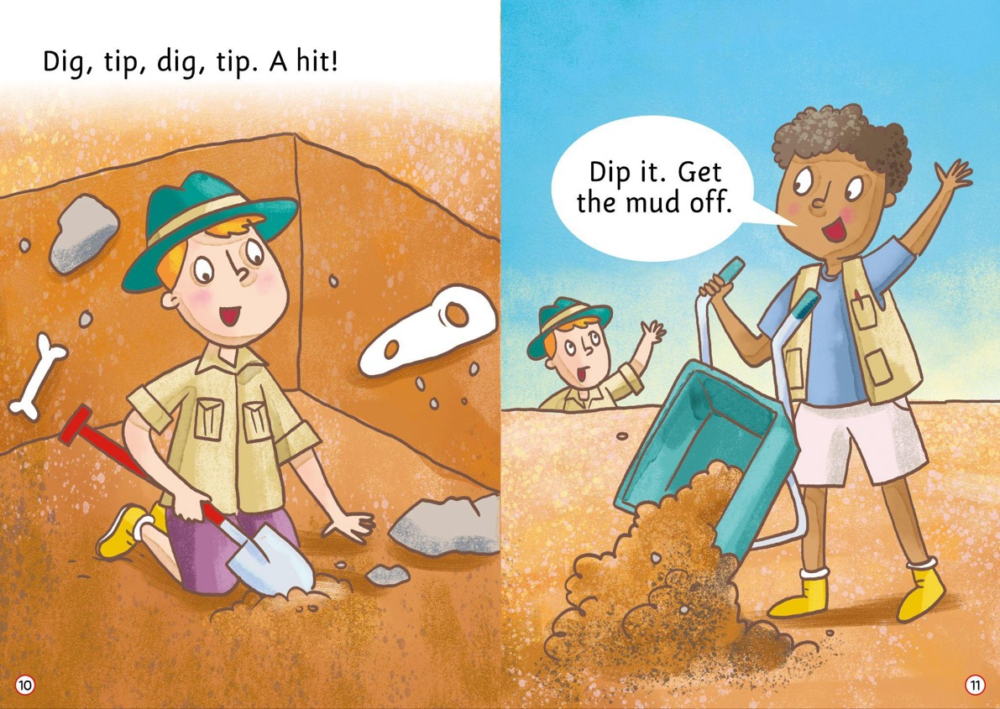 Dig, tip, dig, tip. A hit!
Dip it. Get
the mud off.
10
11